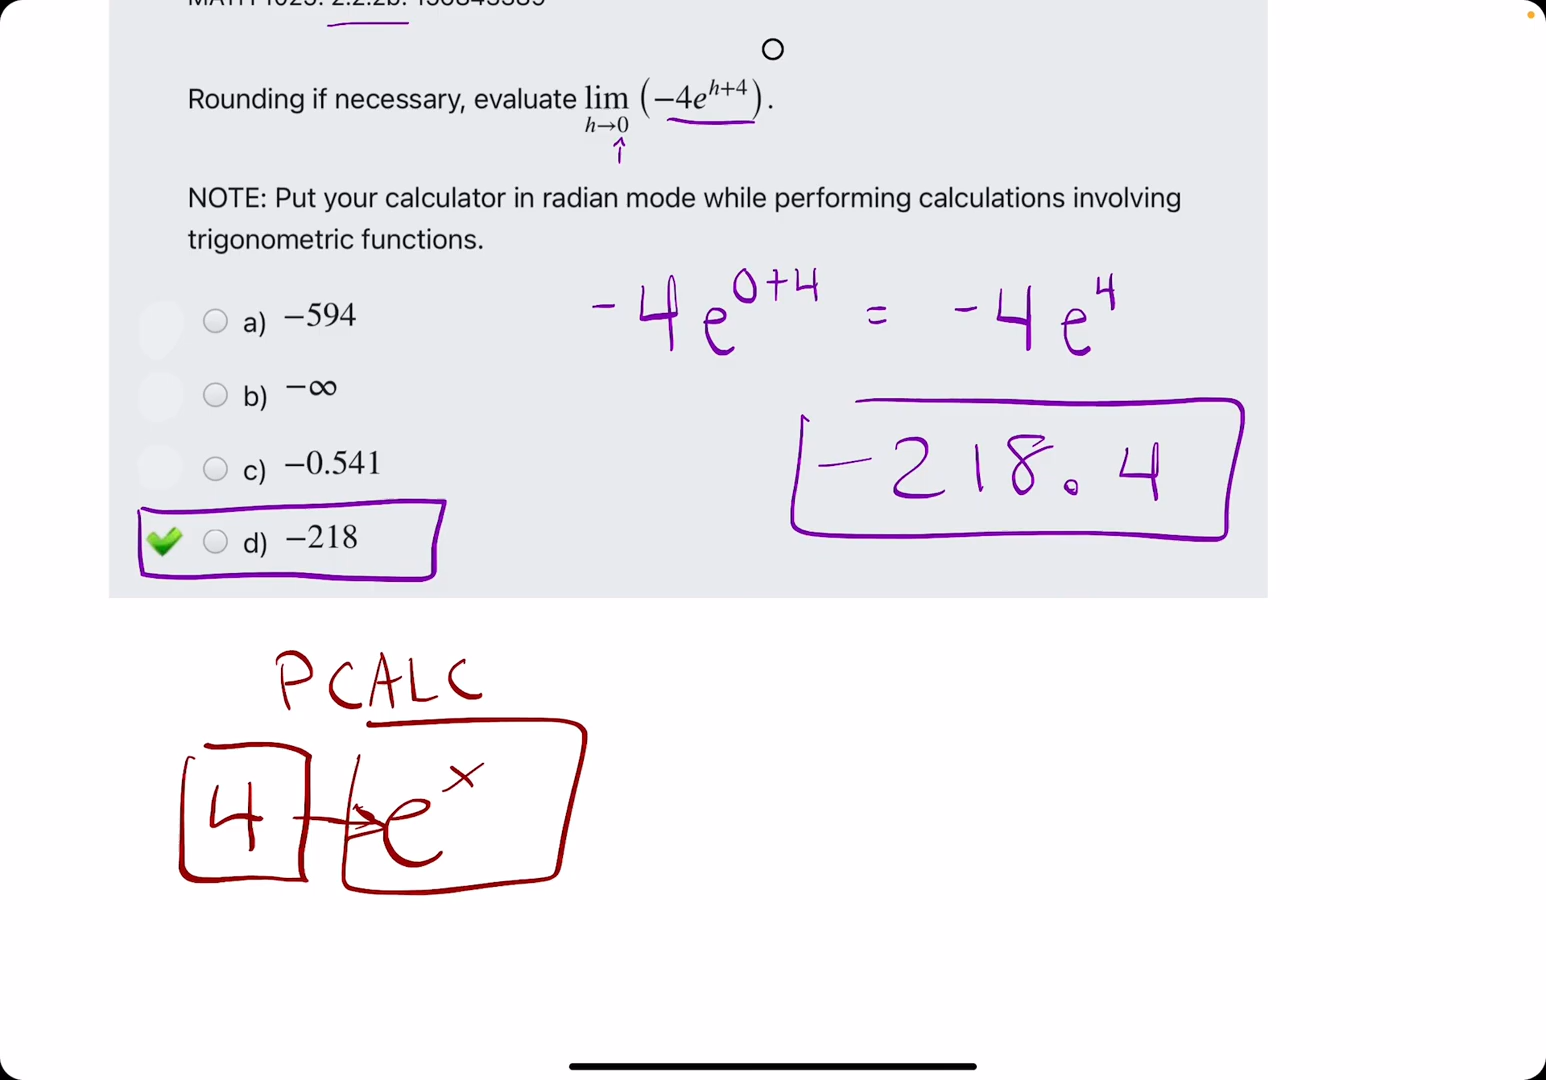 Rounding if necessary, evaluate lim h→0 (−4e^{h+4}).
NOTE: Put your calculator in radian mode while performing calculations involving
trigonometric functions.
-4e^{0+4} = -4e^4
a) −594
b) −∞
c) −0.541
-218.4
d) −218
PCALC
4 e^x